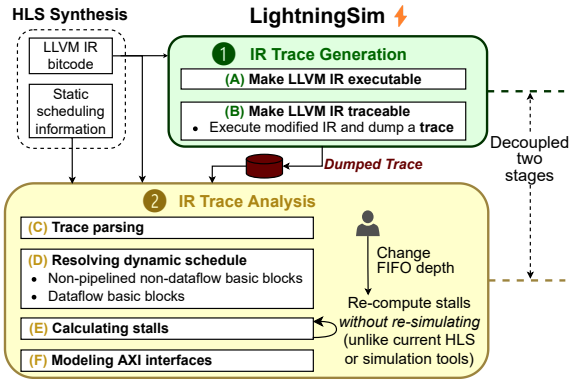 HLS Synthesis
LightningSim
LLVM IR
bitcode
Static
scheduling
information
1 IR Trace Generation
(A) Make LLVM IR executable
(B) Make LLVM IR traceable
• Execute modified IR and dump a trace
Dumped Trace
Decoupled
two
stages
2 IR Trace Analysis
(C) Trace parsing
(D) Resolving dynamic schedule
• Non-pipelined non-dataflow basic blocks
• Dataflow basic blocks
(E) Calculating stalls
(F) Modeling AXI interfaces
Change
FIFO depth
Re-compute stalls
without re-simulating
(unlike current HLS
or simulation tools)